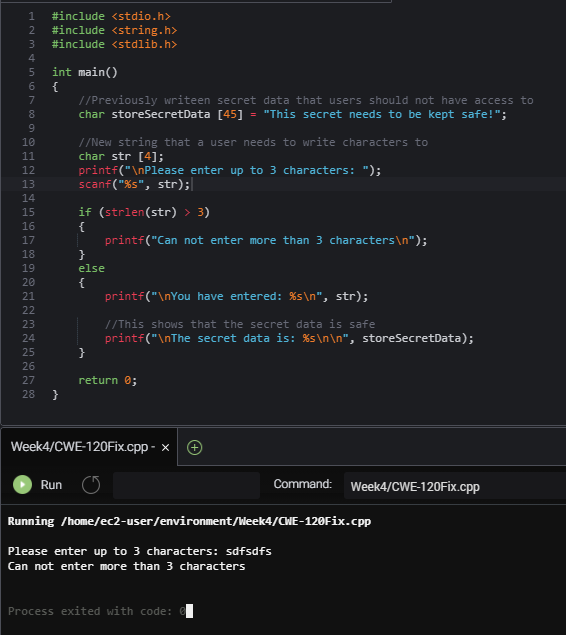 1 #include <stdio.h>
2 #include <string.h>
3 #include <stdlib.h>
4
5 int main()
6 {
7 //Previously writeen secret data that users should not have access to
8 char storeSecretData [45] = "This secret needs to be kept safe!";
9
10 //New string that a user needs to write characters to
11 char str [4];
12 printf("\nPlease enter up to 3 characters: ");
13 scanf("%s", str);
14
15 if (strlen(str) > 3)
16 {
17 printf("Can not enter more than 3 characters\n");
18 }
19 else
20 {
21 printf("\nYou have entered: %s\n", str);
22
23 //This shows that the secret data is safe
24 printf("\nThe secret data is: %s\n\n", storeSecretData);
25 }
26
27 return 0;
28 }
Week4/CWE-120Fix.cpp - ×
Run Command: Week4/CWE-120Fix.cpp
Running /home/ec2-user/environment/Week4/CWE-120Fix.cpp
Please enter up to 3 characters: sdfsdfs
Can not enter more than 3 characters
Process exited with code: 0